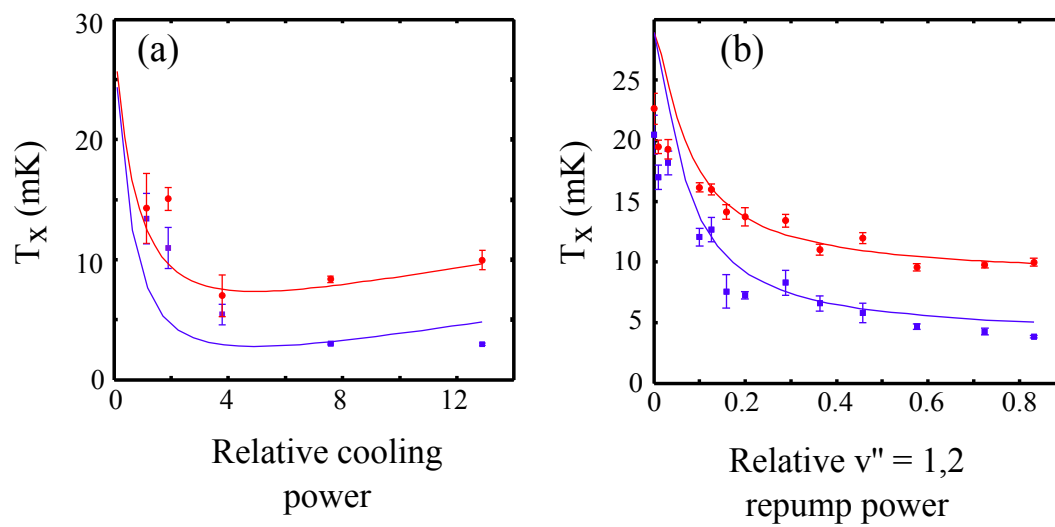 (a)
T_X (mK)
30
20
10
0
0 4 8 12
Relative cooling
power
(b)
T_X (mK)
25
20
15
10
5
0
0 0.2 0.4 0.6 0.8
Relative v" = 1,2
repump power